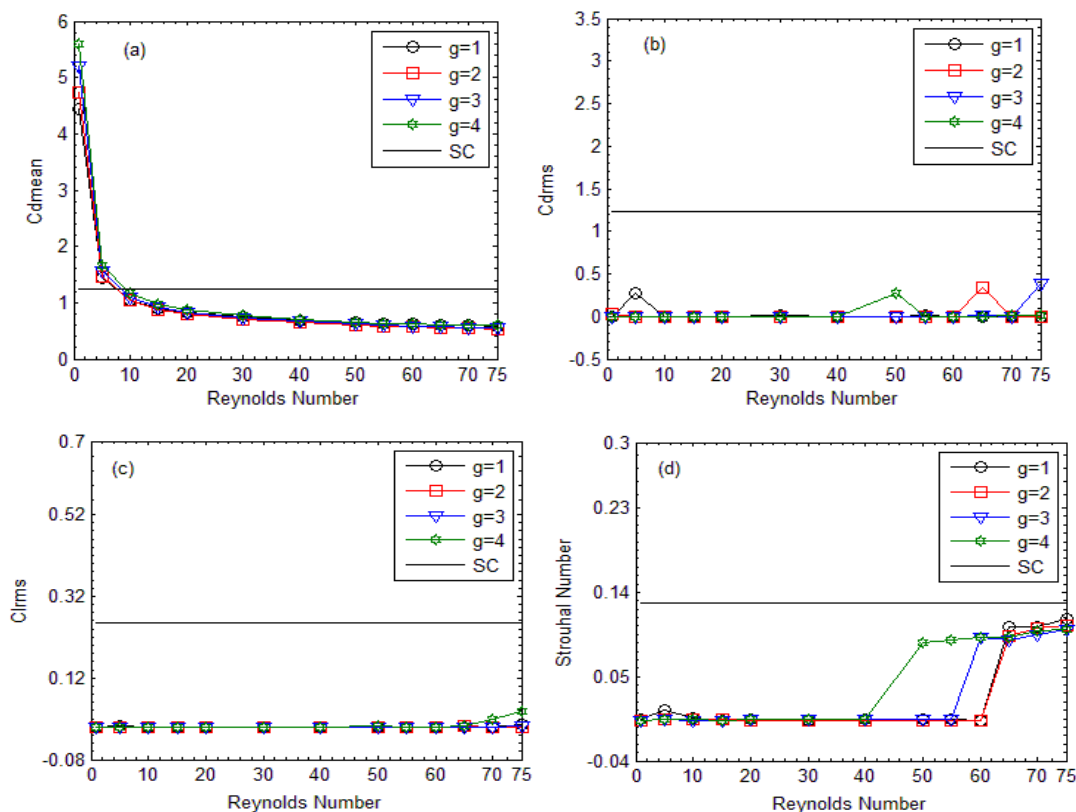 (a)
g=1
g=2
g=3
g=4
SC
6
5
4
3
2
1
0
Cdmean
0 10 20 30 40 50 60 70 75
Reynolds Number
(b)
g=1
g=2
g=3
g=4
SC
3.5
3
2.5
2
1.5
1
0.5
0
-0.5
Cdrms
0 10 20 30 40 50 60 70 75
Reynolds Number
(c)
g=1
g=2
g=3
g=4
SC
0.7
0.52
0.32
0.12
-0.08
Clrms
0 10 20 30 40 50 60 70 75
Reynolds Number
(d)
g=1
g=2
g=3
g=4
SC
0.3
0.23
0.14
0.05
-0.04
Strouhal Number
0 10 20 30 40 50 60 70 75
Reynolds Number